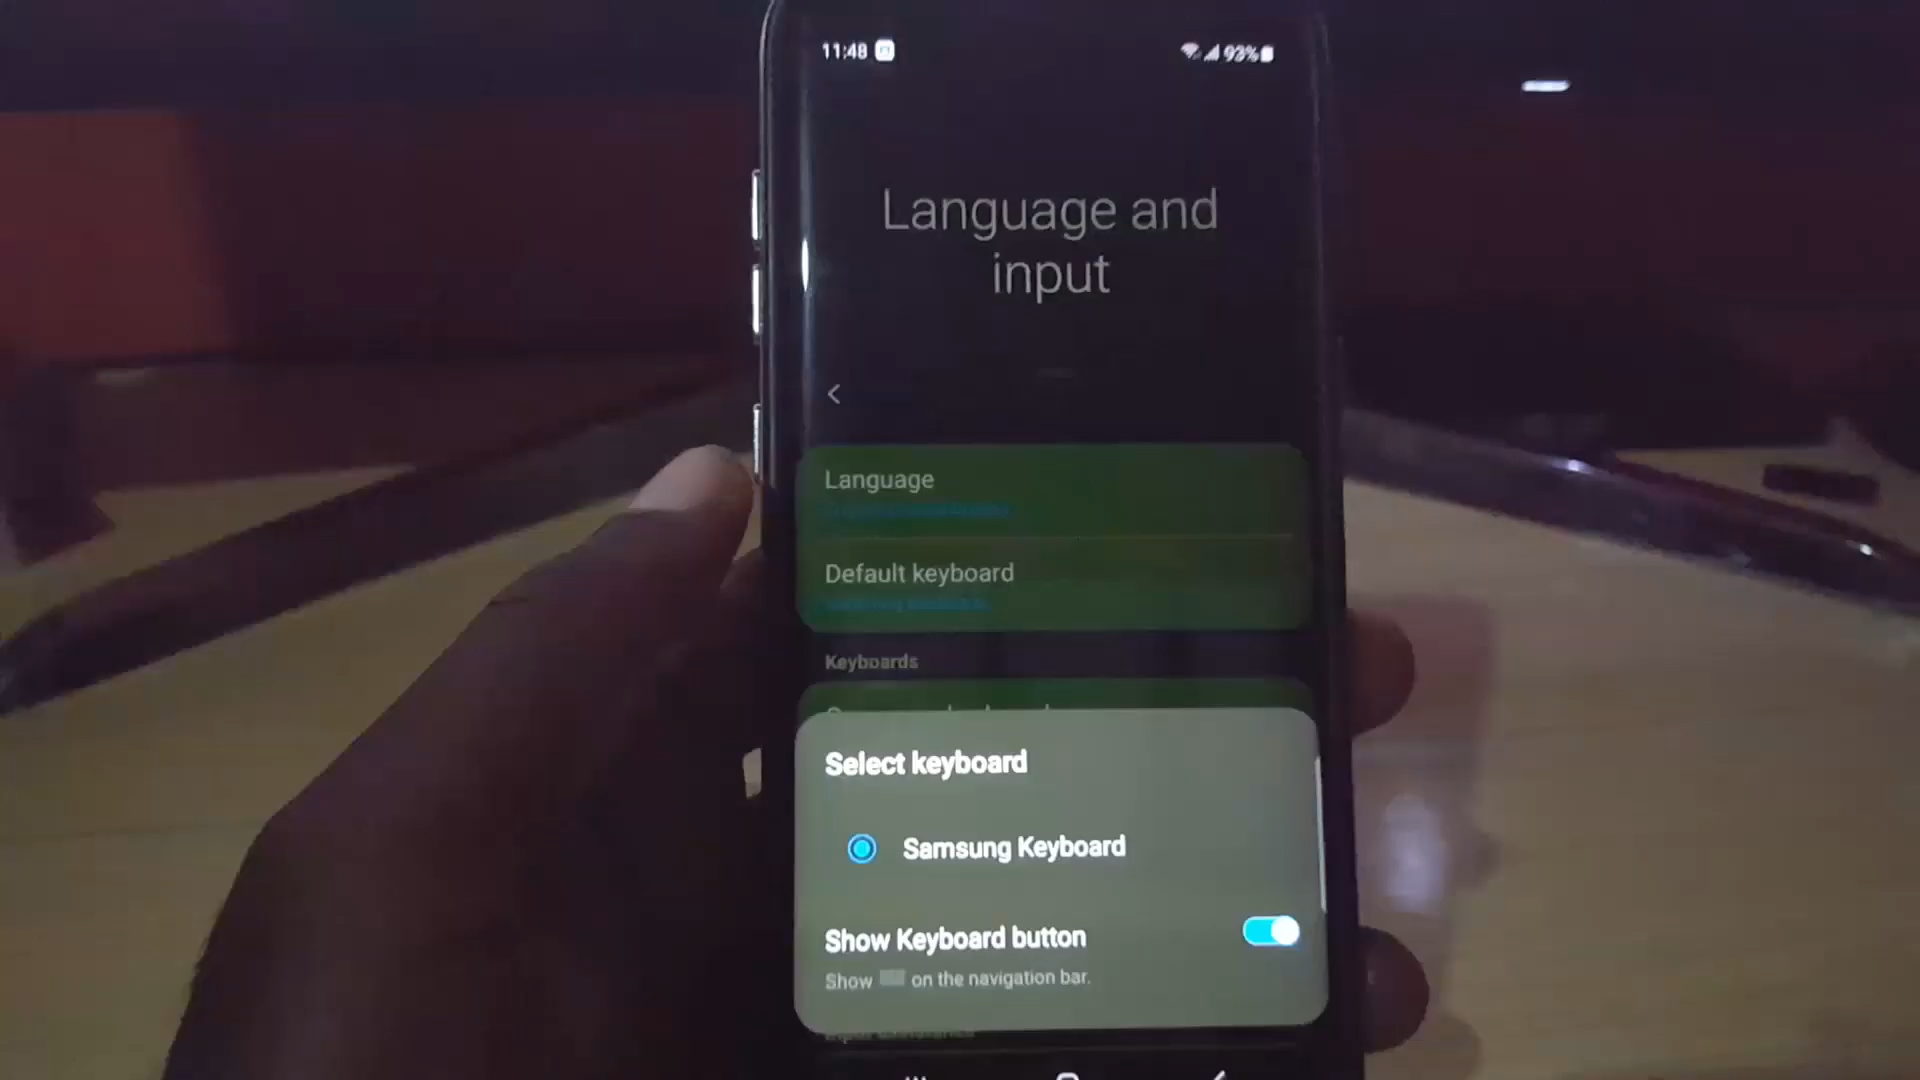 11:48
93%
Language and
input
Language
Default keyboard
Keyboards
Select keyboard
Samsung Keyboard
Show Keyboard button
Show on the navigation bar.